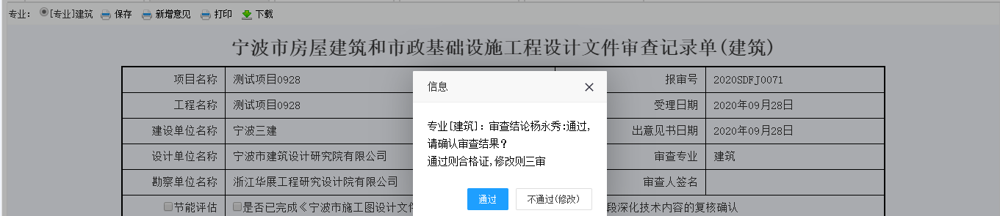 专业： [专业]建筑 保存 新增意见 打印 下载
宁波市房屋建筑和市政基础设施工程设计文件审查记录单(建筑)
项目名称 测试项目0928 报审号 2020SDFJ0071
工程名称 测试项目0928 受理日期 2020年09月28日
建设单位名称 宁波三建 出意见书日期 2020年09月28日
设计单位名称 宁波市建筑设计研究院有限公司 审查专业 建筑
勘察单位名称 浙江华展工程研究设计院有限公司 审查人签名
节能评估 是否已完成《宁波市施工图设计文件 段深化技术内容的复核确认
信息
专业[建筑]：审查结论杨永秀:通过,
请确认审查结果？
通过则合格证,修改则三审
通过 不通过(修改)